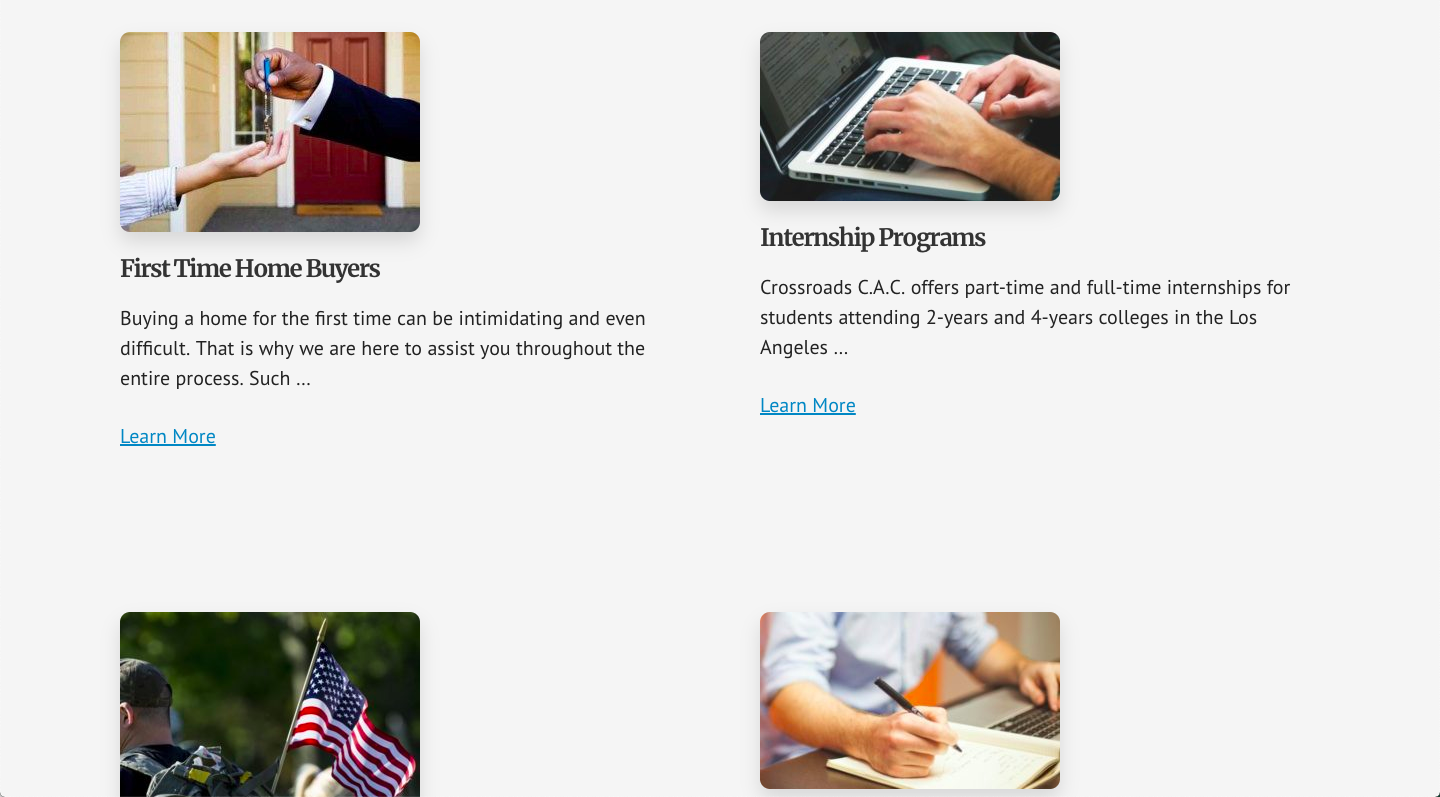 First Time Home Buyers
Buying a home for the first time can be intimidating and even
difficult. That is why we are here to assist you throughout the
entire process. Such ...
Learn More
Internship Programs
Crossroads C.A.C. offers part-time and full-time internships for
students attending 2-years and 4-years colleges in the Los
Angeles ...
Learn More